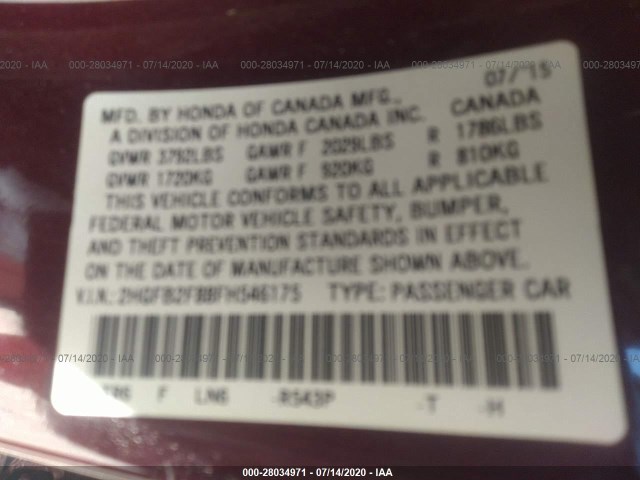 000-28034971 - 07/14/2020 - IAA
07/'15
MFD. BY HONDA OF CANADA MFG., CANADA
A DIVISION OF HONDA CANADA INC.
GVWR 3792LBS GAWR F 2029LBS R 1786LBS
GVWR 1720KG GAWR F 920KG R 810KG
THIS VEHICLE CONFORMS TO ALL APPLICABLE
FEDERAL MOTOR VEHICLE SAFETY, BUMPER,
AND THEFT PREVENTION STANDARDS IN EFFECT
ON THE DATE OF MANUFACTURE SHOWN ABOVE.
V.I.N.: TYPE: PASSENGER CAR
F LN6 -R543P -T -H
000-28034971 - 07/14/2020 - IAA